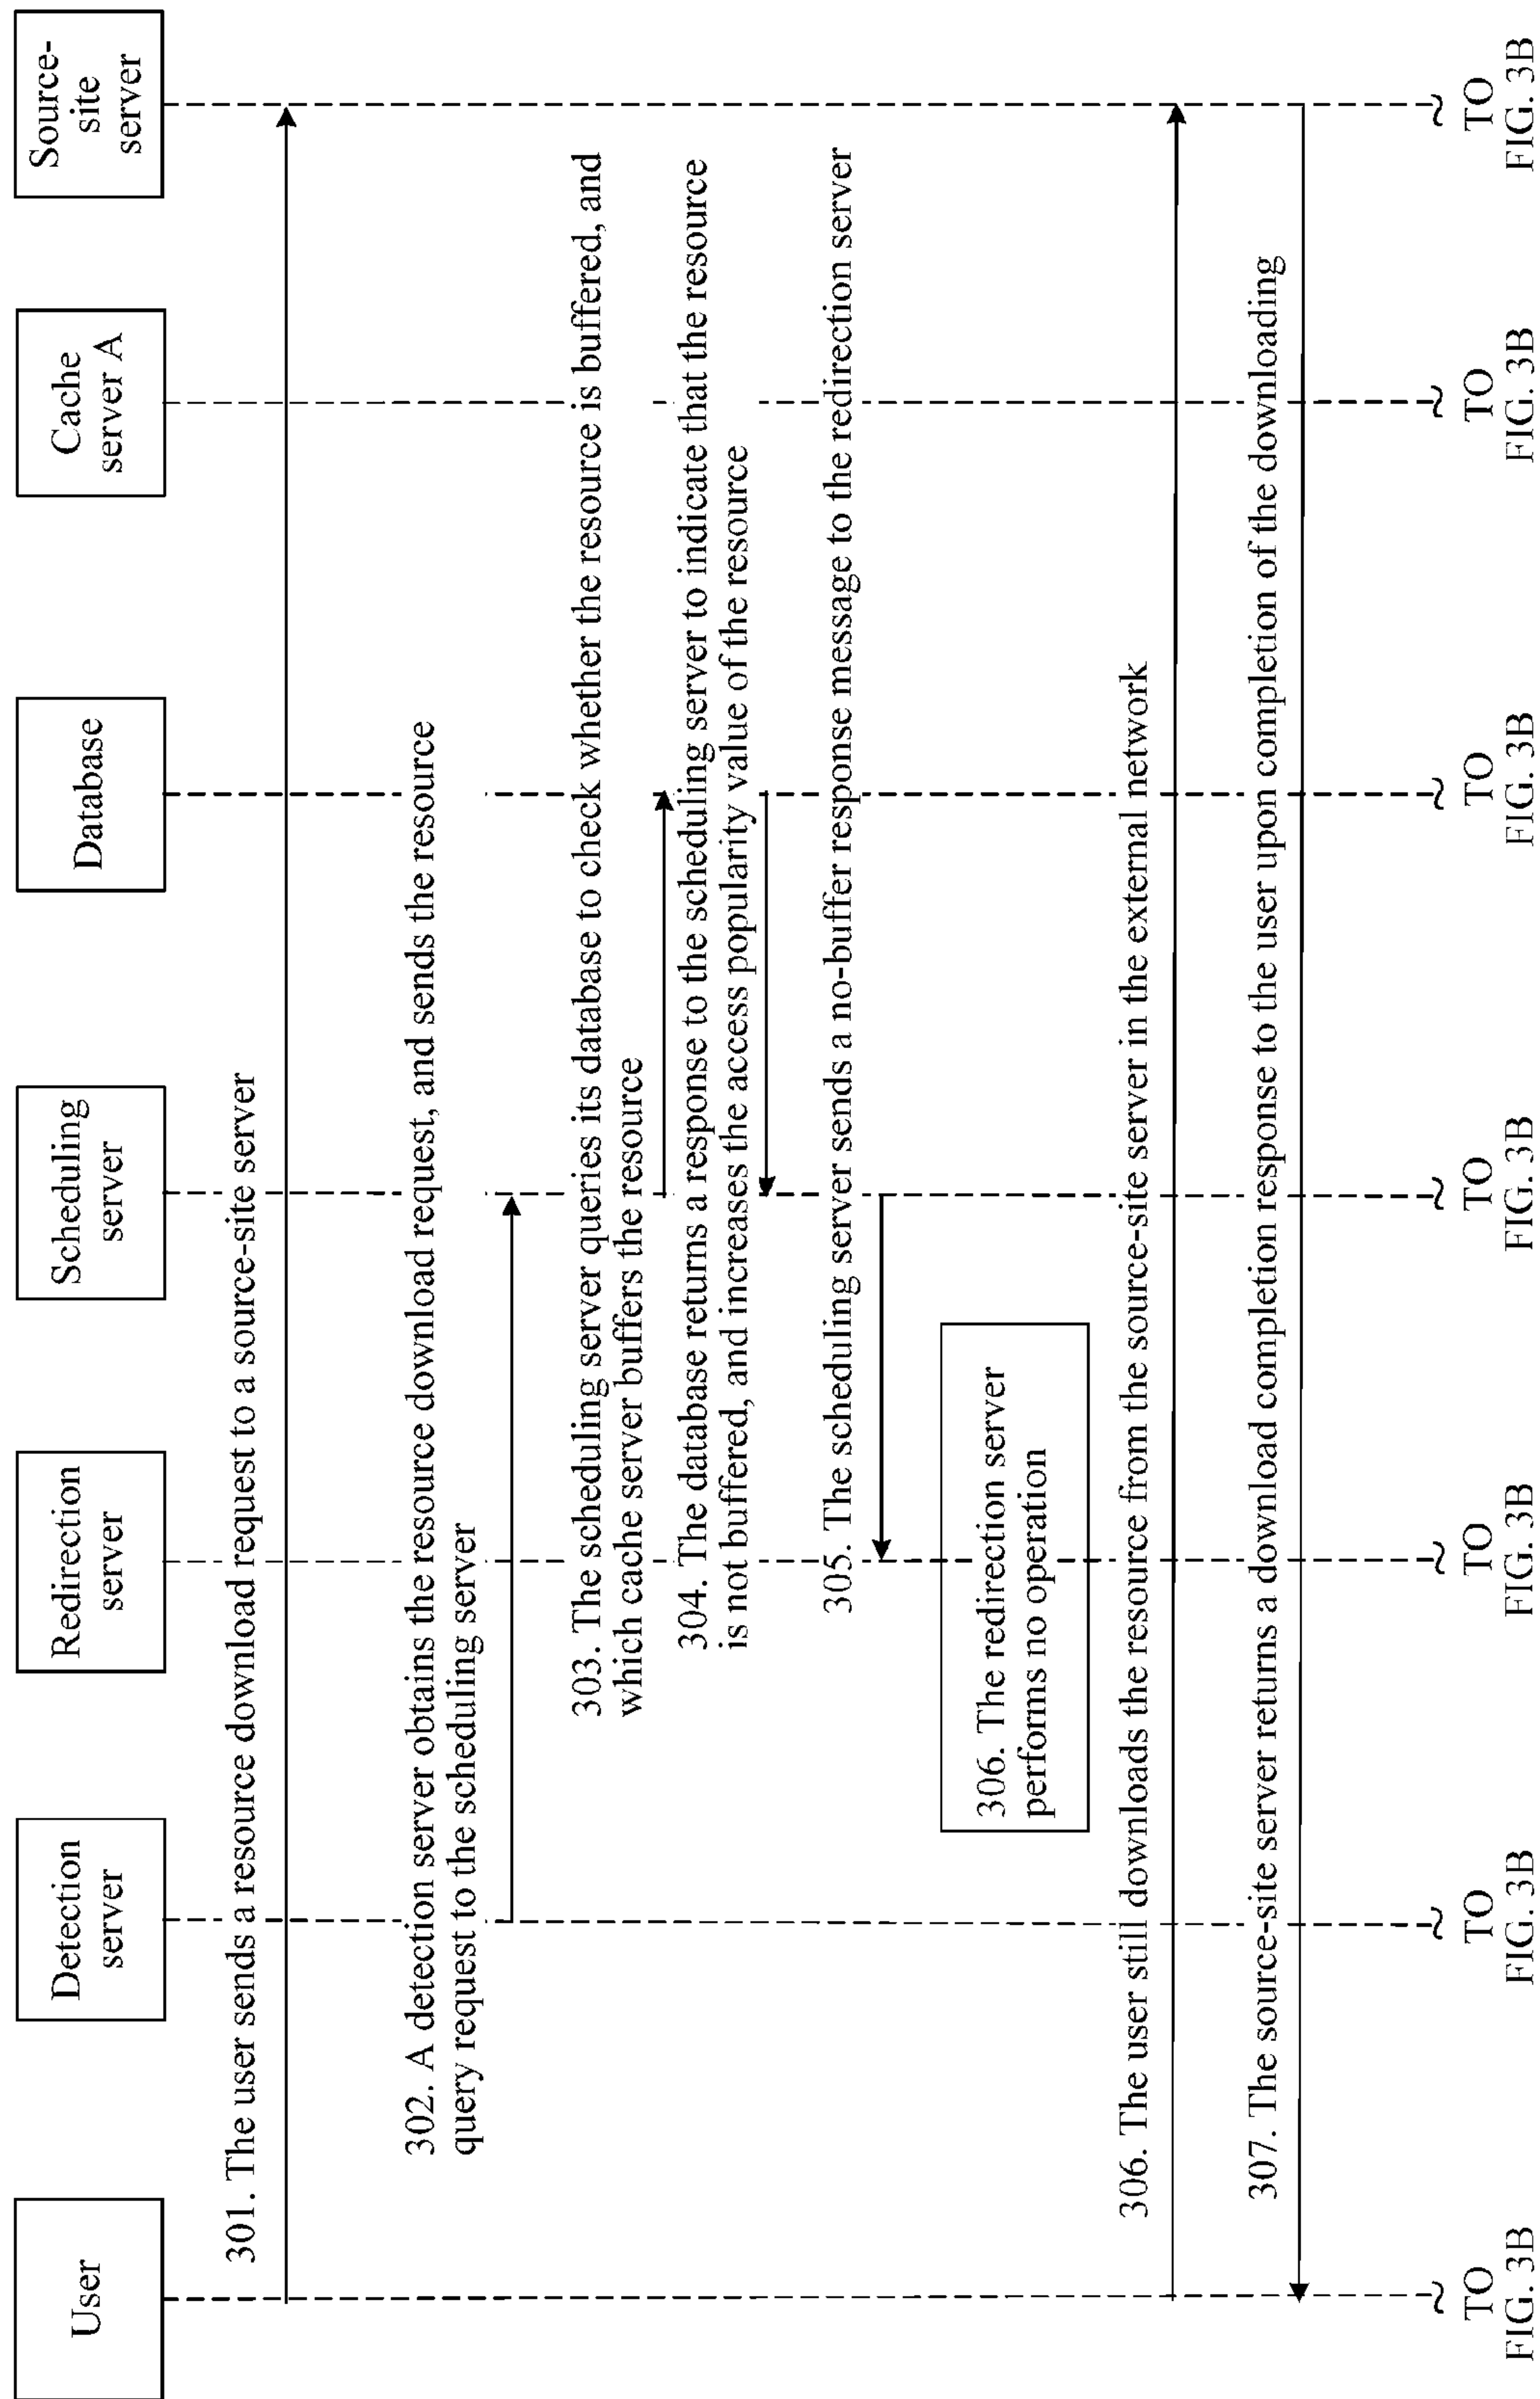 User
Detection
server
Redirection
server
Scheduling
server
Database
Cache
server A
Source-
site
server
301. The user sends a resource download request to a source-site server
302. A detection server obtains the resource download request, and sends the resource
query request to the scheduling server
303. The scheduling server queries its database to check whether the resource is buffered, and
which cache server buffers the resource
304. The database returns a response to the scheduling server to indicate that the resource
is not buffered, and increases the access popularity value of the resource
305. The scheduling server sends a no-buffer response message to the redirection server
306. The redirection server
performs no operation
306. The user still downloads the resource from the source-site server in the external network
307. The source-site server returns a download completion response to the user upon completion of the downloading
TO
FIG. 3B
TO
FIG. 3B
TO
FIG. 3B
TO
FIG. 3B
TO
FIG. 3B
TO
FIG. 3B
TO
FIG. 3B